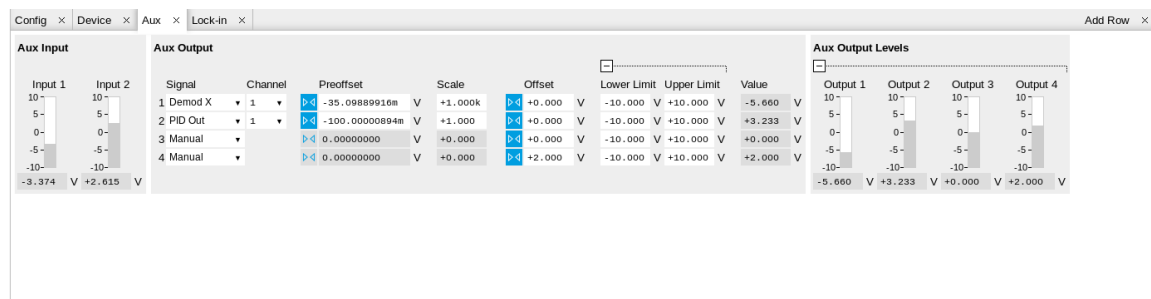 Config × Device × Aux × Lock-in × Add Row ×
Aux Input
Input 1 Input 2
10 10
5 5
0 0
-5 -5
-10 -10
-3.374 V +2.615 V
Aux Output
Signal Channel Preoffset Scale Offset Lower Limit Upper Limit Value
1 Demod X 1 -35.09889916m V +1.000k +0.000 V -10.000 V +10.000 V -5.660 V
2 PID Out 1 -100.00000894m V +1.000 +0.000 V -10.000 V +10.000 V +3.233 V
3 Manual 0.00000000 V +0.000 +0.000 V -10.000 V +10.000 V +0.000 V
4 Manual 0.00000000 V +0.000 +2.000 V -10.000 V +10.000 V +2.000 V
Aux Output Levels
Output 1 Output 2 Output 3 Output 4
10 10 10 10
5 5 5 5
0 0 0 0
-5 -5 -5 -5
-10 -10 -10 -10
-5.660 V +3.233 V +0.000 V +2.000 V